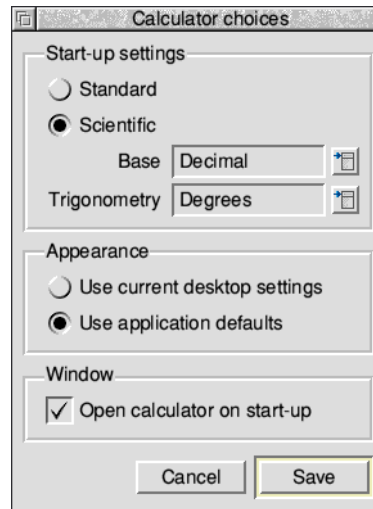 Calculator choices
Start-up settings
Standard
Scientific
Base Decimal
Trigonometry Degrees
Appearance
Use current desktop settings
Use application defaults
Window
Open calculator on start-up
Cancel Save